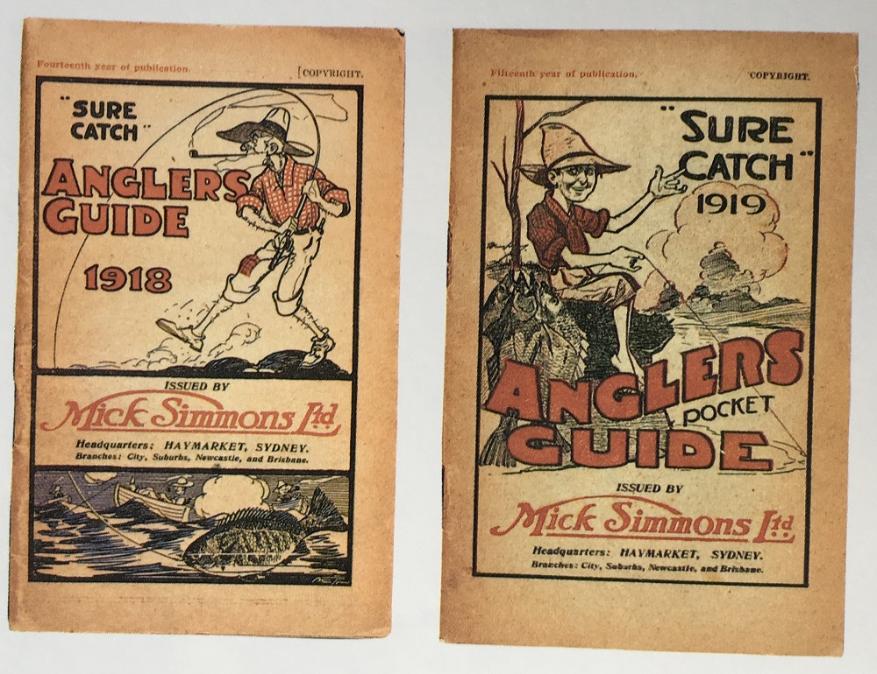 Fourteenth year of publication.
[COPYRIGHT.
"SURE
CATCH"
ANGLERS
GUIDE
1918
ISSUED BY
Mick Simmons Ltd
Headquarters: HAYMARKET, SYDNEY.
Branches: City, Suburbs, Newcastle, and Brisbane.
Fifteenth year of publication.
COPYRIGHT.
"SURE
CATCH"
1919
ANGLERS
POCKET
GUIDE
ISSUED BY
Mick Simmons Ltd
Headquarters: HAYMARKET, SYDNEY.
Branches: City, Suburbs, Newcastle, and Brisbane.